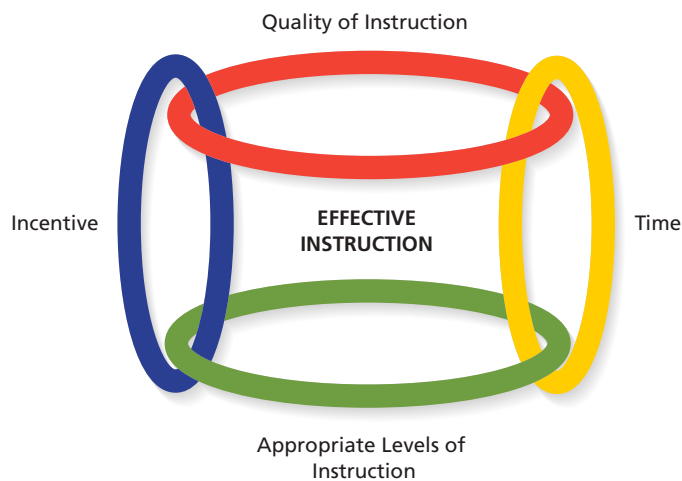 Quality of Instruction
Incentive
EFFECTIVE
INSTRUCTION
Time
Appropriate Levels of
Instruction